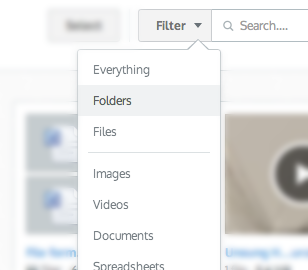 Select
Filter
Search....
Everything
Folders
Files
Images
Videos
Documents
Spreadsheets